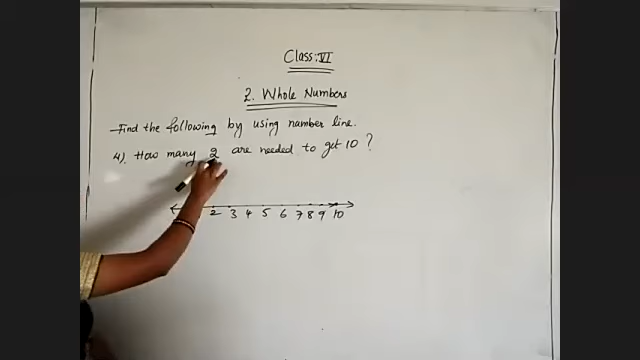 Class: VI
2. Whole Numbers
Find the following by using number line.
4). How many 2 are needed to get 10 ?
2 3 4 5 6 7 8 9 10